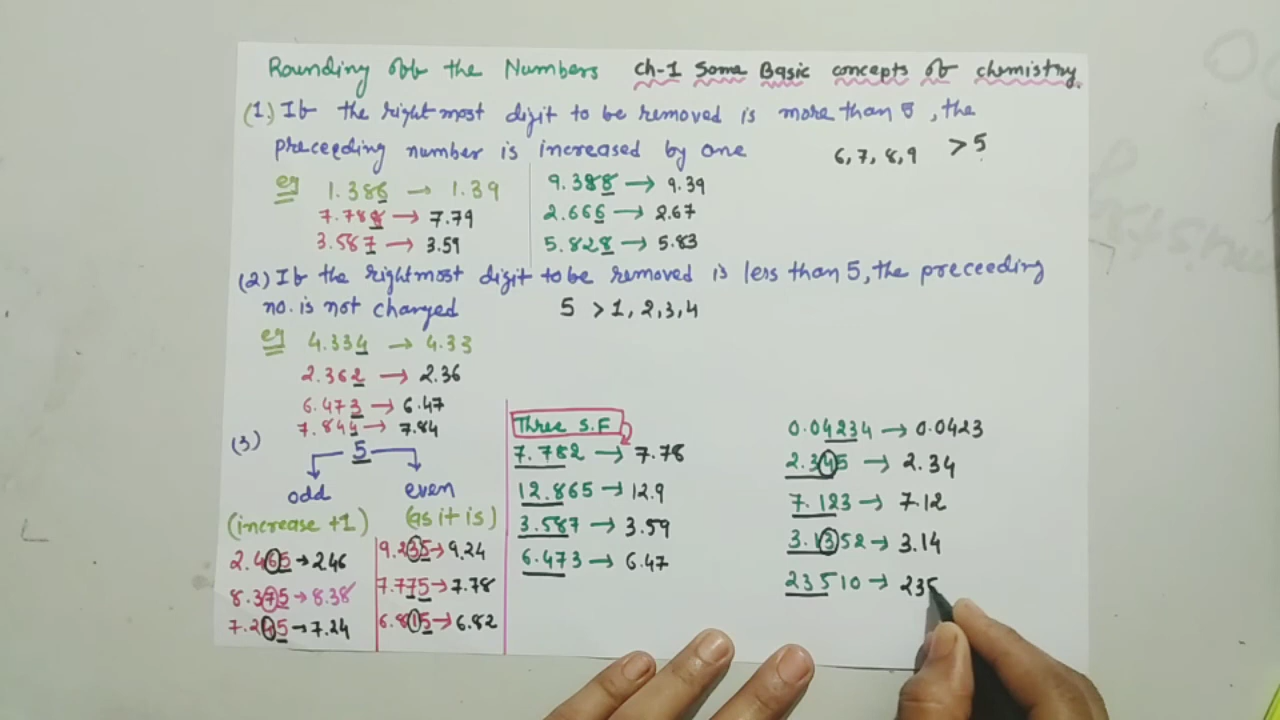 Rounding off the Numbers Ch-1 Some Basic concepts of chemistry.
(1.) If the right most digit to be removed is more than 5, the
preceeding number is increased by one 6,7,8,9 > 5
eg 1.386 → 1.39
7.788 → 7.79
3.587 → 3.59
9.388 → 9.39
2.666 → 2.67
5.828 → 5.83
(2) If the rightmost digit to be removed is less than 5, the preceeding
no. is not changed 5 > 1, 2, 3, 4
eg 4.334 → 4.33
2.362 → 2.36
6.473 → 6.47
7.844 → 7.84
(3) 5
odd even
(increase +1) (as it is)
2.465 → 2.46
8.375 → 8.38
7.245 → 7.24
9.235 → 9.24
7.775 → 7.78
6.815 → 6.82
Three S.F
7.782 → 7.78
12.865 → 12.9
3.587 → 3.59
6.473 → 6.47
0.04234 → 0.0423
2.345 → 2.34
7.123 → 7.12
3.1352 → 3.14
23510 → 235